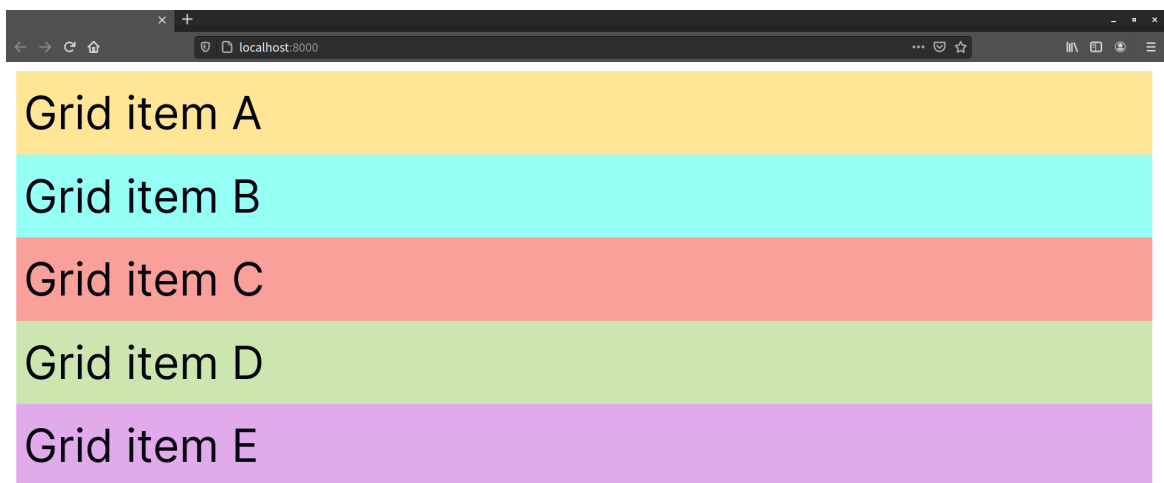 localhost:8000
Grid item A
Grid item B
Grid item C
Grid item D
Grid item E